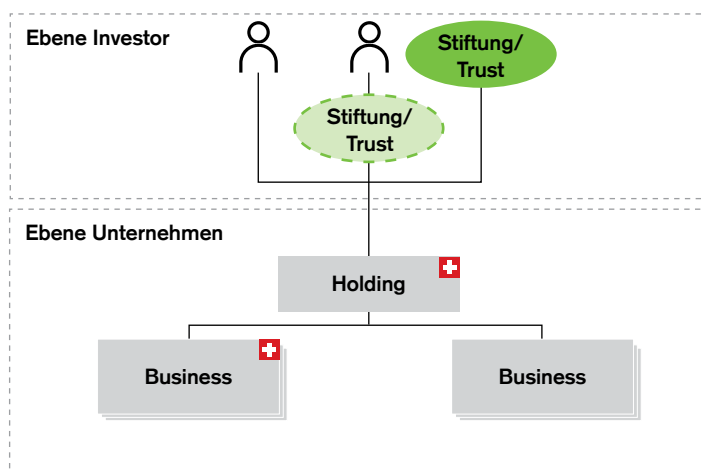 Ebene Investor
Stiftung/
Trust
Stiftung/
Trust
Ebene Unternehmen
Holding
Business
Business